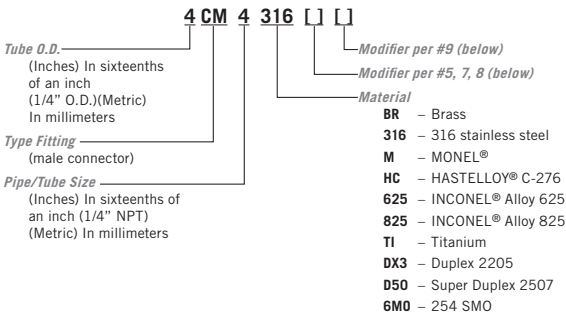 4 CM 4 316 [ ] [ ]
Tube O.D.
(Inches) In sixteenths
of an inch
(1/4” O.D.)(Metric)
In millimeters
Type Fitting
(male connector)
Pipe/Tube Size
(Inches) In sixteenths of
an inch (1/4” NPT)
(Metric) In millimeters
Modifier per #9 (below)
Modifier per #5, 7, 8 (below)
Material
BR – Brass
316 – 316 stainless steel
M – MONEL®
HC – HASTELLOY® C-276
625 – INCONEL® Alloy 625
825 – INCONEL® Alloy 825
TI – Titanium
DX3 – Duplex 2205
D50 – Super Duplex 2507
6MO – 254 SMO